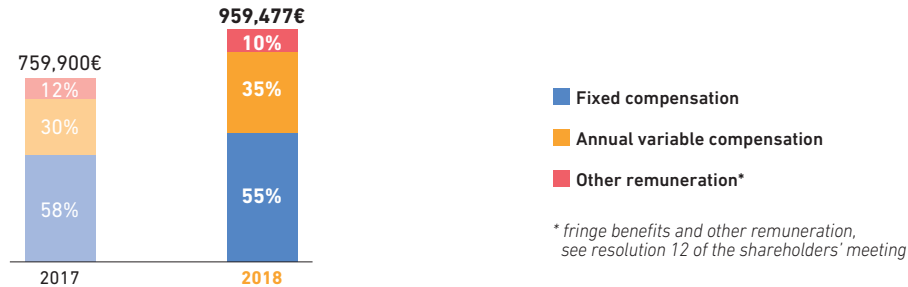 959,477€
10%
759,900€
12%
35%
30%
55%
58%
2017
2018
Fixed compensation
Annual variable compensation
Other remuneration*
* fringe benefits and other remuneration,
see resolution 12 of the shareholders’ meeting